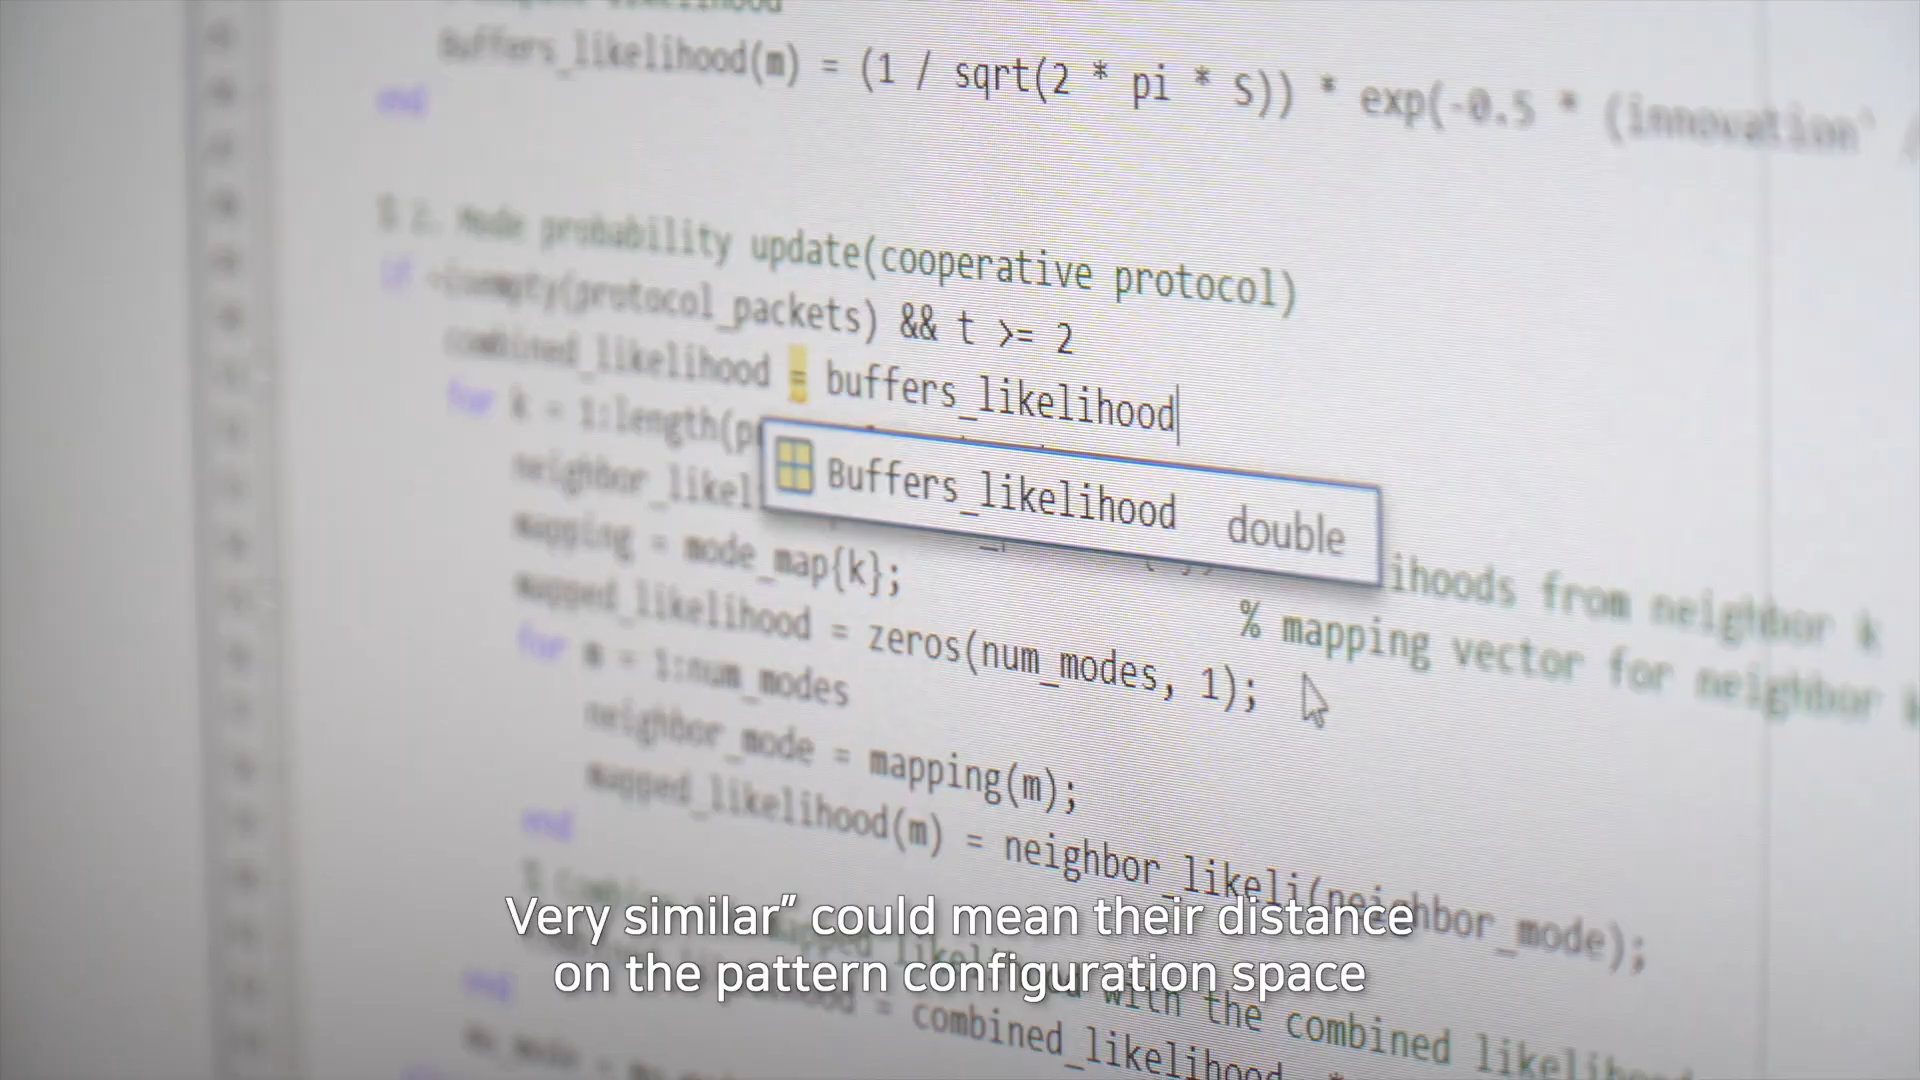 Buffers_likelihood(m) = (1 / sqrt(2 * pi * S)) * exp(-0.5 * (innovation' /
end
% 2. Mode probability update(cooperative protocol)
if ~isempty(protocol_packets) && t >= 2
combined_likelihood = buffers_likelihood
for k = 1:length(p
Buffers_likelihood double
neighbor_likel
ihoods from neighbor k
mapping = mode_map{k};
% mapping vector for neighbor k
mapped_likelihood = zeros(num_modes, 1);
for m = 1:num_modes
neighbor_mode = mapping(m);
mapped_likelihood(m) = neighbor_likeli(neighbor_mode);
end
with the combined likelihood
end
= combined_likelihood *
Very similar” could mean their distance
on the pattern configuration space